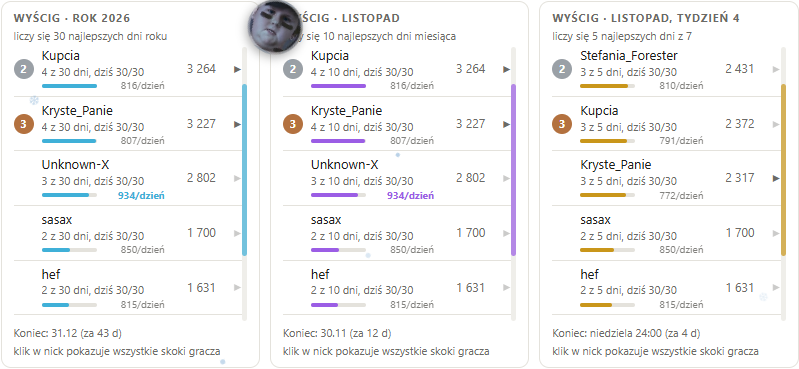 WYŚCIG · ROK 2026
liczy się 30 najlepszych dni roku
2
Kupcia
4 z 30 dni, dziś 30/30
816/dzień
3 264
3
Kryste_Panie
4 z 30 dni, dziś 30/30
807/dzień
3 227
Unknown-X
3 z 30 dni, dziś 30/30
934/dzień
2 802
sasax
2 z 30 dni, dziś 30/30
850/dzień
1 700
hef
2 z 30 dni, dziś 30/30
815/dzień
1 631
Koniec: 31.12 (za 43 d)
klik w nick pokazuje wszystkie skoki gracza
ŚCIG · LISTOPAD
się 10 najlepszych dni miesiąca
2
Kupcia
4 z 10 dni, dziś 30/30
816/dzień
3 264
3
Kryste_Panie
4 z 10 dni, dziś 30/30
807/dzień
3 227
Unknown-X
3 z 10 dni, dziś 30/30
934/dzień
2 802
sasax
2 z 10 dni, dziś 30/30
850/dzień
1 700
hef
2 z 10 dni, dziś 30/30
815/dzień
1 631
Koniec: 30.11 (za 12 d)
klik w nick pokazuje wszystkie skoki gracza
WYŚCIG · LISTOPAD, TYDZIEŃ 4
liczy się 5 najlepszych dni z 7
2
Stefania_Forester
3 z 5 dni, dziś 30/30
810/dzień
2 431
3
Kupcia
3 z 5 dni, dziś 30/30
791/dzień
2 372
Kryste_Panie
3 z 5 dni, dziś 30/30
772/dzień
2 317
sasax
2 z 5 dni, dziś 30/30
850/dzień
1 700
hef
2 z 5 dni, dziś 30/30
815/dzień
1 631
Koniec: niedziela 24:00 (za 4 d)
klik w nick pokazuje wszystkie skoki gracza